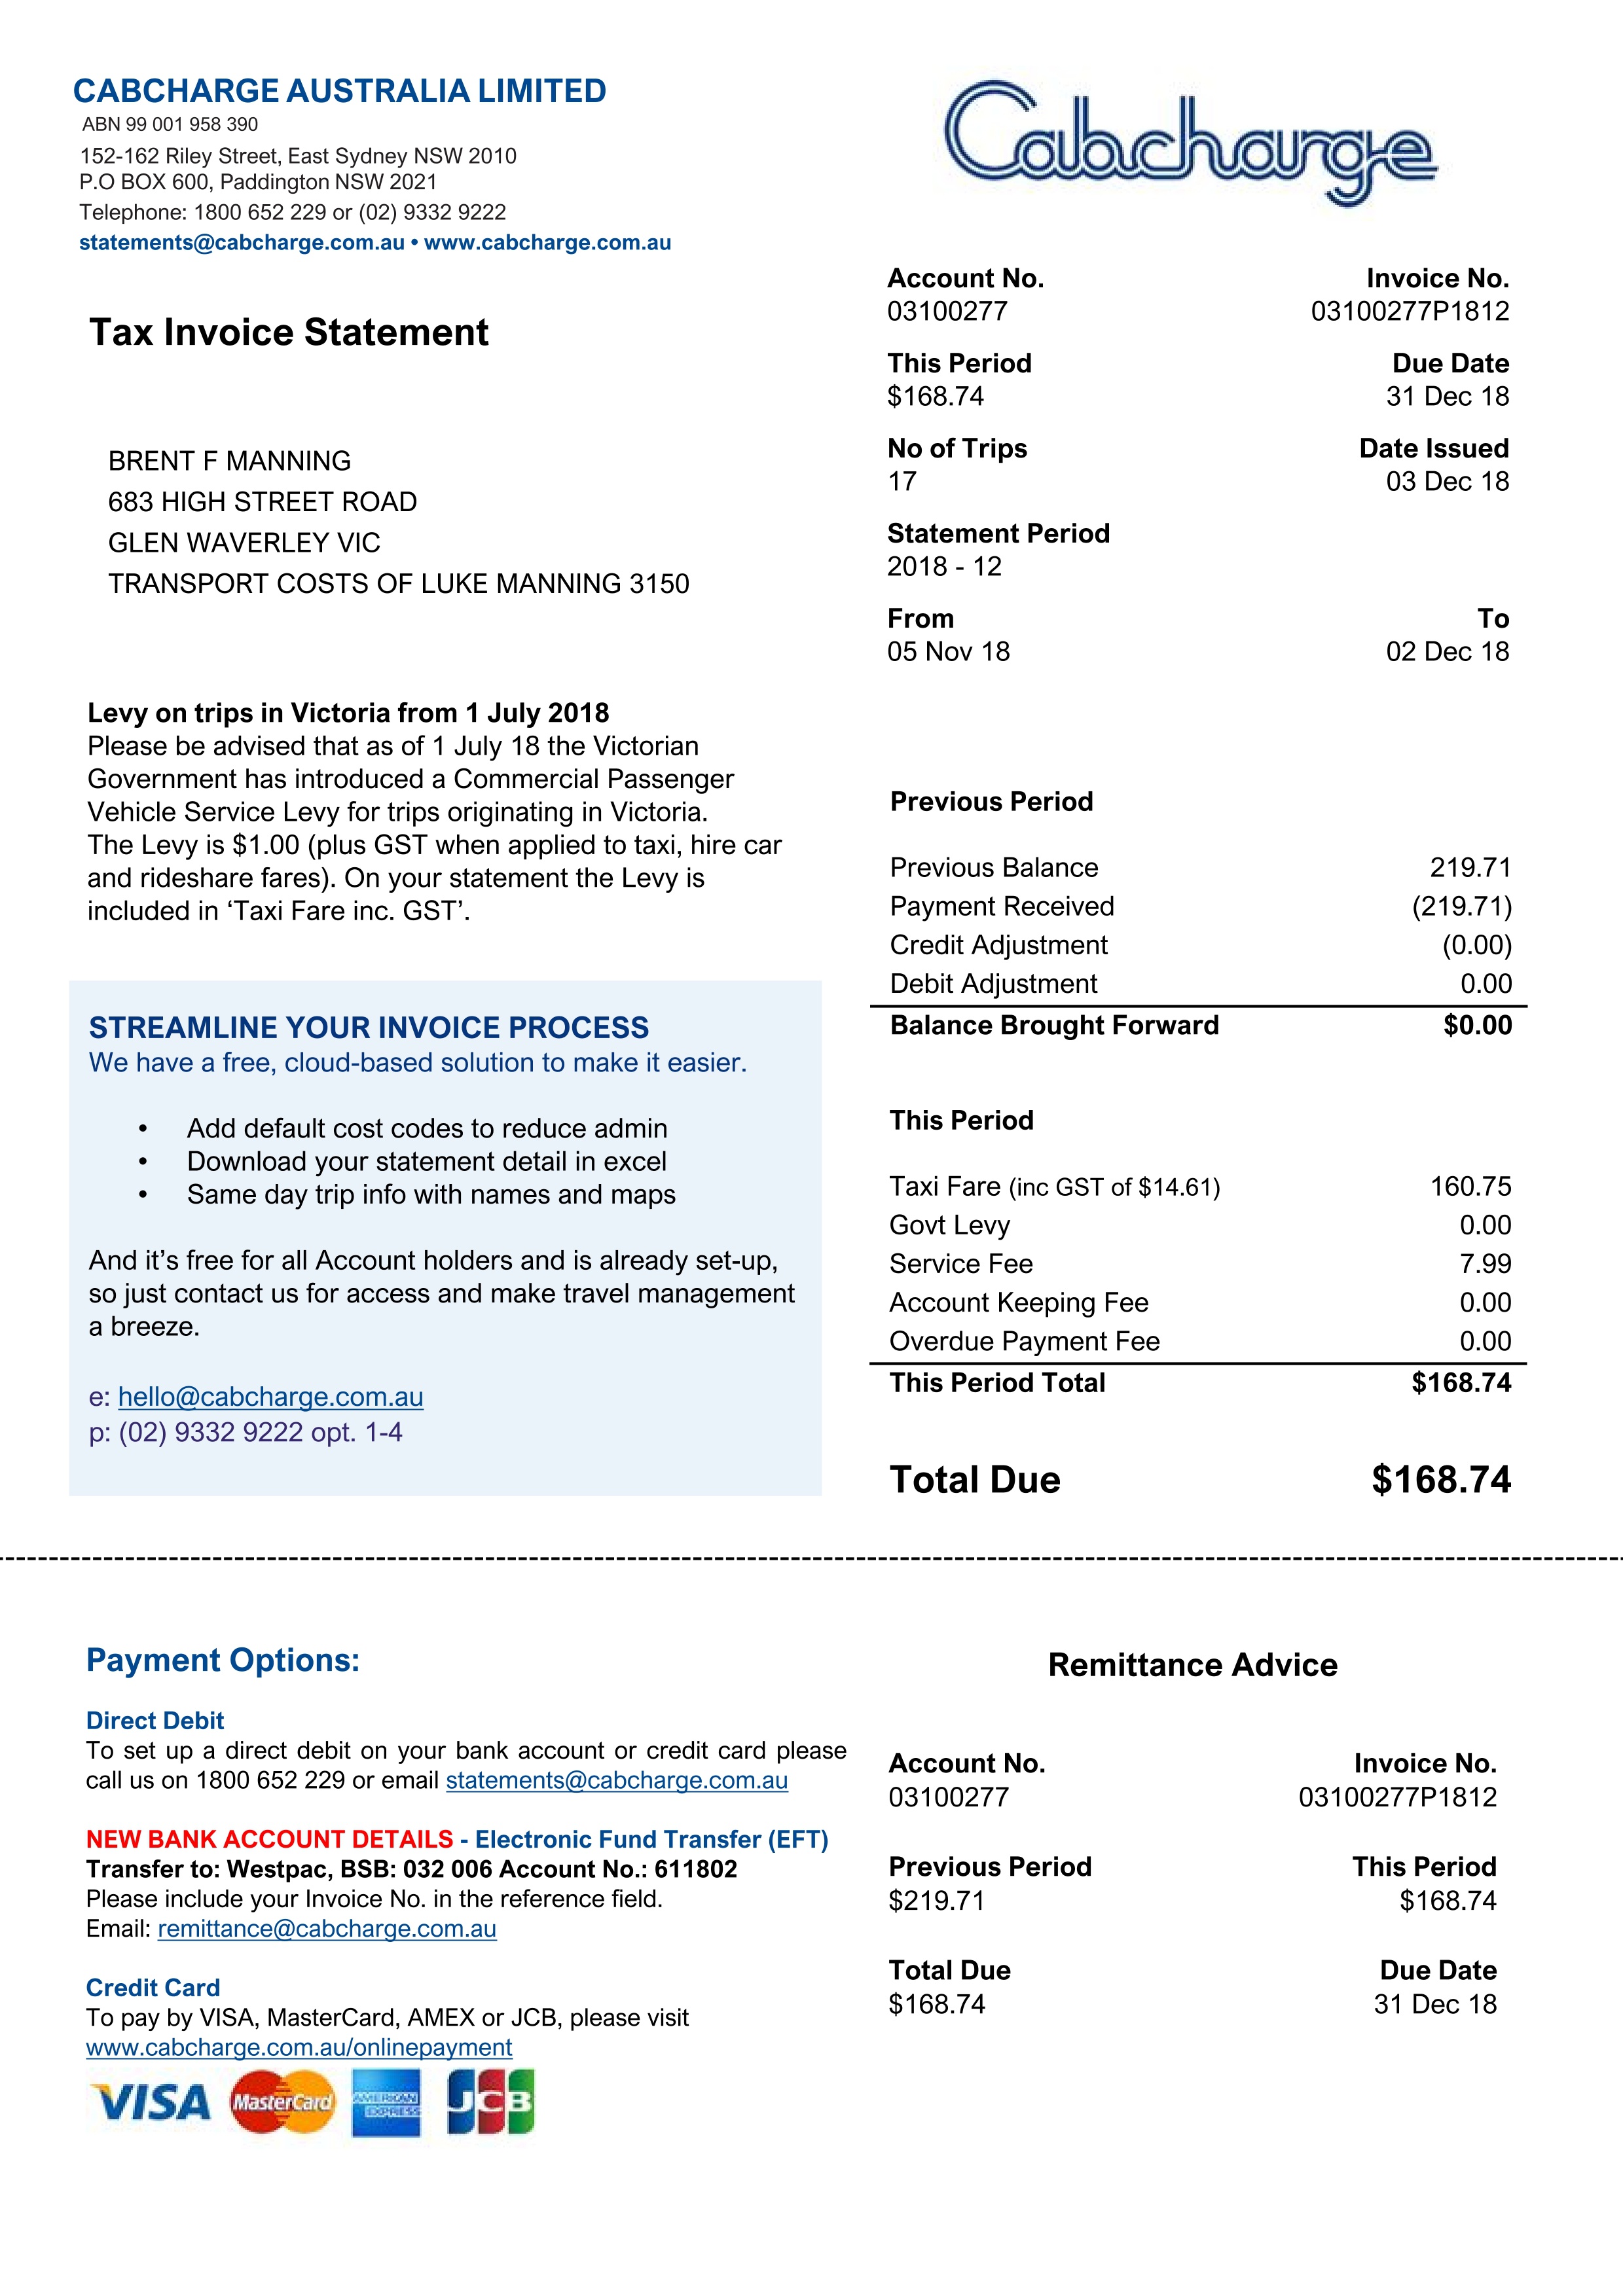 CABCHARGE AUSTRALIA LIMITED
ABN 99 001 958 390
152-162 Riley Street, East Sydney NSW 2010
P.O BOX 600, Paddington NSW 2021
Telephone: 1800 652 229 or (02) 9332 9222
statements@cabcharge.com.au • www.cabcharge.com.au
Cabcharge
Tax Invoice Statement
BRENT F MANNING
683 HIGH STREET ROAD
GLEN WAVERLEY VIC
TRANSPORT COSTS OF LUKE MANNING 3150
Account No. Invoice No.
03100277 03100277P1812
This Period Due Date
$168.74 31 Dec 18
No of Trips Date Issued
17 03 Dec 18
Statement Period
2018 - 12
From To
05 Nov 18 02 Dec 18
Levy on trips in Victoria from 1 July 2018
Please be advised that as of 1 July 18 the Victorian
Government has introduced a Commercial Passenger
Vehicle Service Levy for trips originating in Victoria.
The Levy is $1.00 (plus GST when applied to taxi, hire car
and rideshare fares). On your statement the Levy is
included in ‘Taxi Fare inc. GST’.
STREAMLINE YOUR INVOICE PROCESS
We have a free, cloud-based solution to make it easier.
• Add default cost codes to reduce admin
• Download your statement detail in excel
• Same day trip info with names and maps
And it’s free for all Account holders and is already set-up,
so just contact us for access and make travel management
a breeze.
e: hello@cabcharge.com.au
p: (02) 9332 9222 opt. 1-4
Previous Period
Previous Balance 219.71
Payment Received (219.71)
Credit Adjustment (0.00)
Debit Adjustment 0.00
Balance Brought Forward $0.00
This Period
Taxi Fare (inc GST of $14.61) 160.75
Govt Levy 0.00
Service Fee 7.99
Account Keeping Fee 0.00
Overdue Payment Fee 0.00
This Period Total $168.74
Total Due $168.74
Payment Options:
Direct Debit
To set up a direct debit on your bank account or credit card please
call us on 1800 652 229 or email statements@cabcharge.com.au
NEW BANK ACCOUNT DETAILS - Electronic Fund Transfer (EFT)
Transfer to: Westpac, BSB: 032 006 Account No.: 611802
Please include your Invoice No. in the reference field.
Email: remittance@cabcharge.com.au
Credit Card
To pay by VISA, MasterCard, AMEX or JCB, please visit
www.cabcharge.com.au/onlinepayment
VISA MasterCard AMERICAN EXPRESS JCB
Remittance Advice
Account No. Invoice No.
03100277 03100277P1812
Previous Period This Period
$219.71 $168.74
Total Due Due Date
$168.74 31 Dec 18